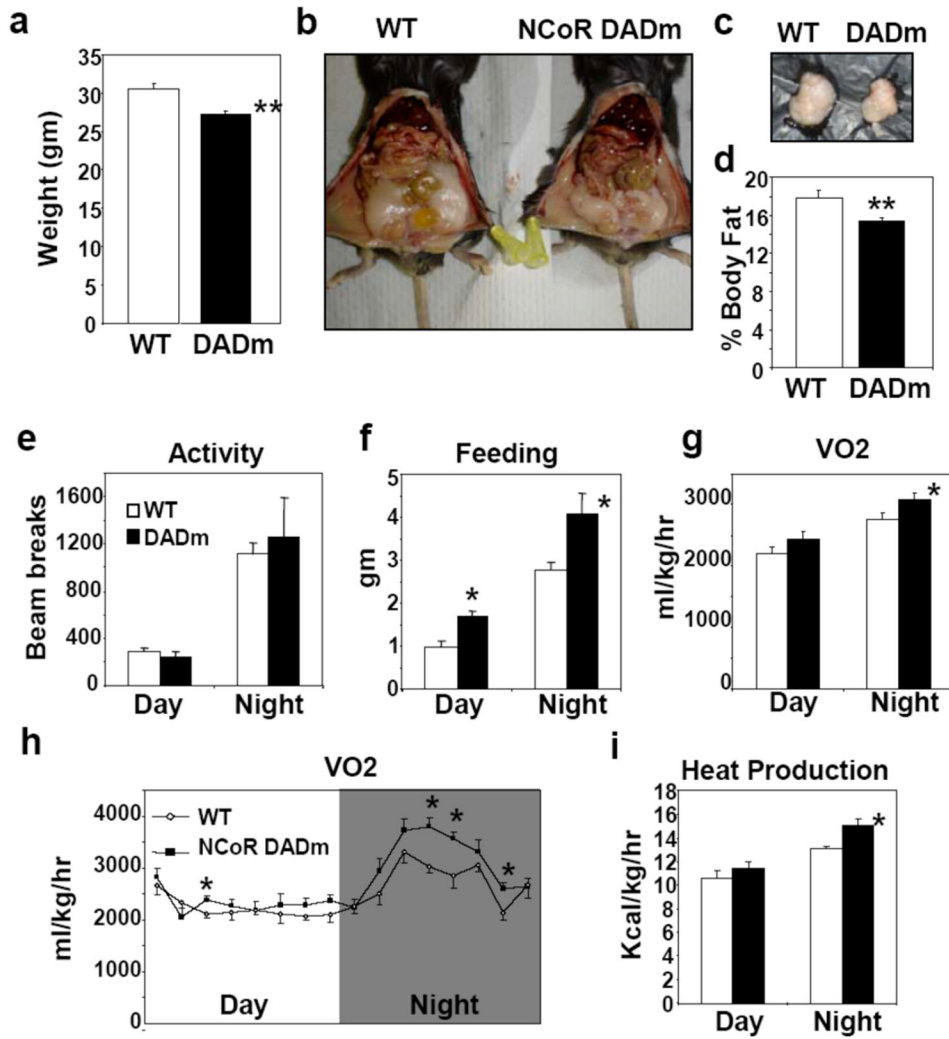 a
Weight (gm)
35
30
25
20
15
10
5
0
**
WT DADm
b
WT NCoR DADm
c
WT DADm
d
% Body Fat
20
16
12
8
4
0
**
WT DADm
e
Activity
Beam breaks
1600
1200
800
400
0
WT
DADm
Day Night
f
Feeding
gm
5
4
3
2
1
0
*
*
Day Night
g
VO2
ml/kg/hr
3000
2000
1000
0
*
Day Night
h
VO2
ml/kg/hr
4000
3000
2000
1000
0
WT
NCoR DADm
*
* *
*
Day Night
i
Heat Production
Kcal/kg/hr
18
16
14
12
10
8
6
4
2
0
*
Day Night